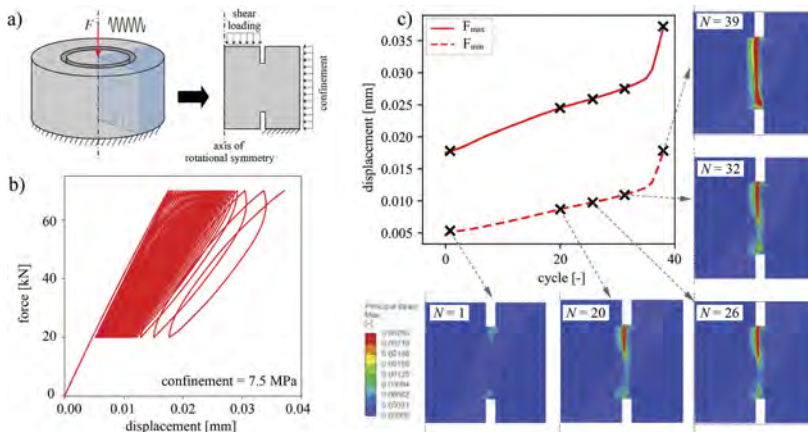 a)
F
shear
loading
confinement
axis of
rotational symmetry
b)
force [kN]
60
40
20
0
0.00
0.01
0.02
0.03
0.04
displacement [mm]
confinement = 7.5 MPa
c)
displacement [mm]
0.035
0.030
0.025
0.020
0.015
0.010
0.005
Fmax
Fmin
0
20
40
cycle [-]
N = 39
N = 32
N = 26
N = 20
N = 1
Principal Strain
Max
[-]